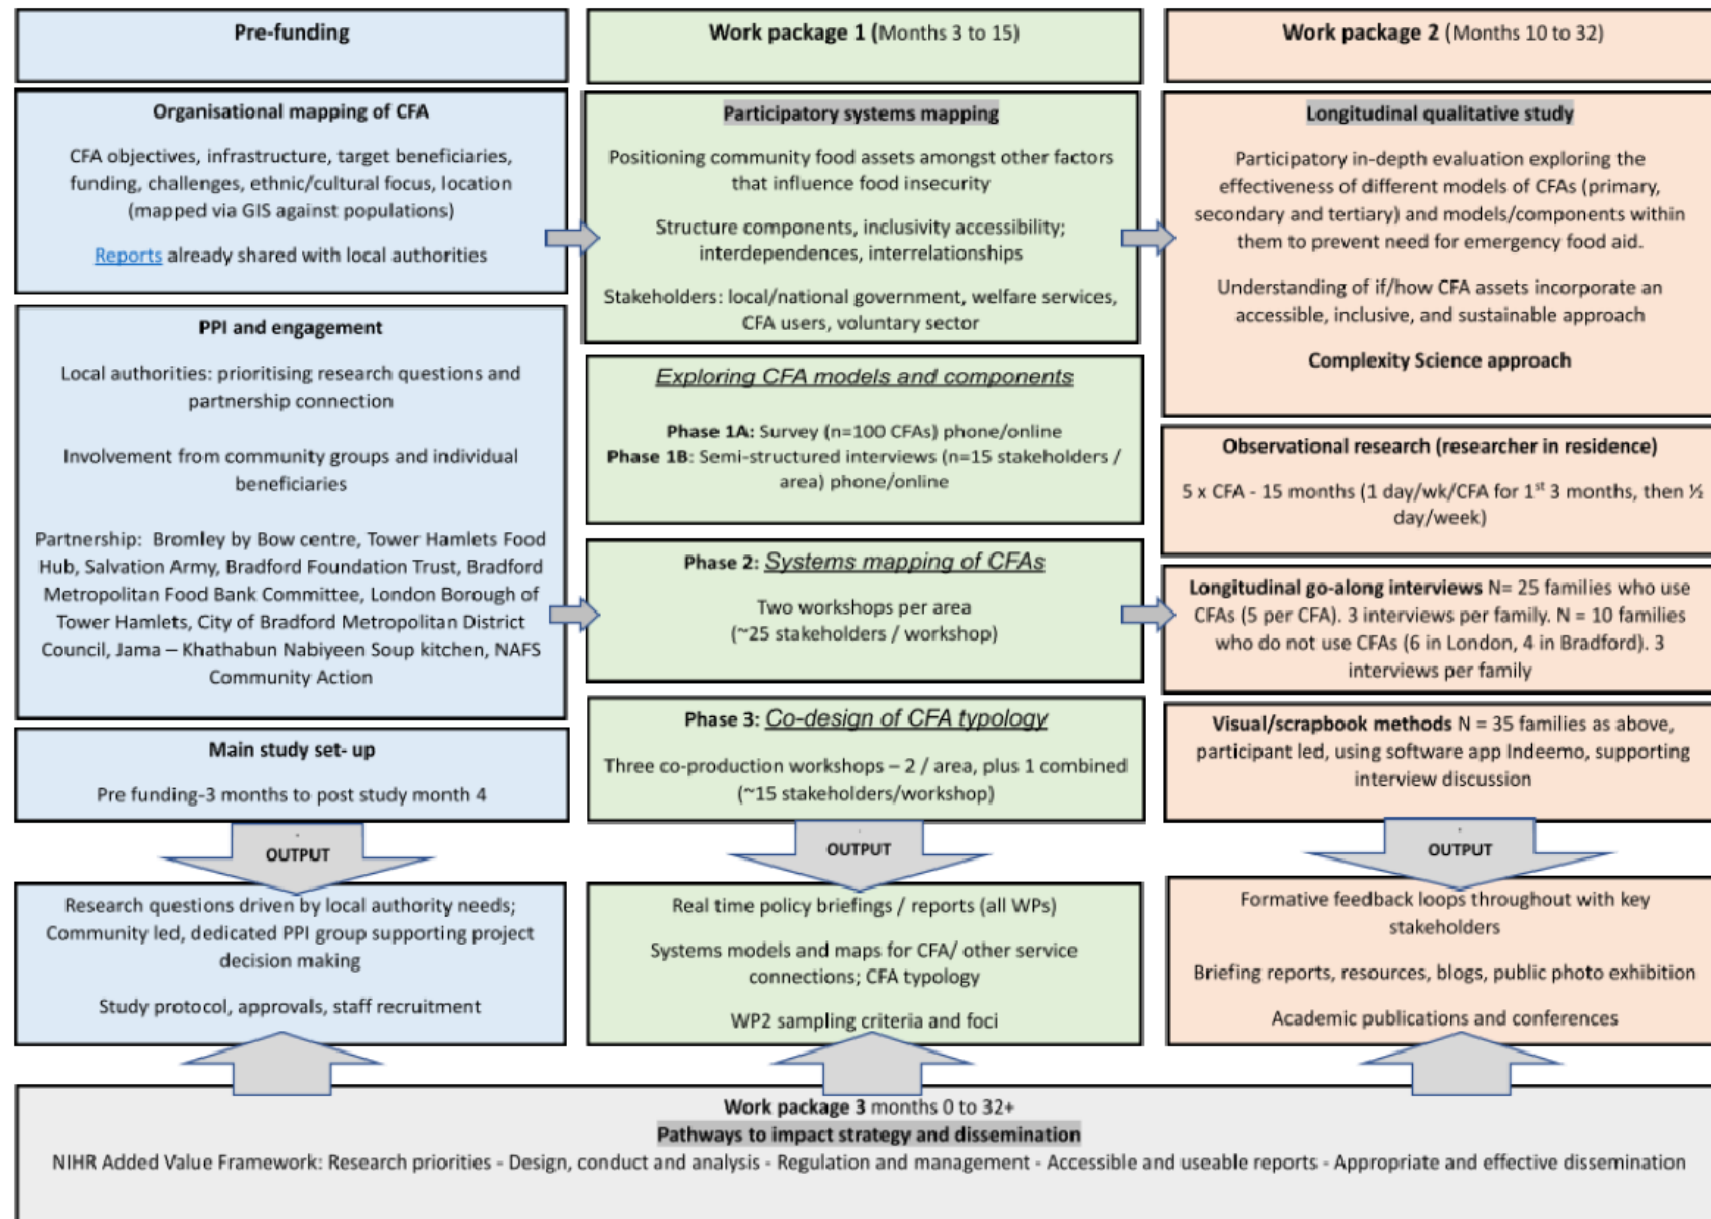 Pre-funding
Work package 1 (Months 3 to 15)
Work package 2 (Months 10 to 32)
Organisational mapping of CFA
CFA objectives, infrastructure, target beneficiaries,
funding, challenges, ethnic/cultural focus, location
(mapped via GIS against populations)
Reports already shared with local authorities
PPI and engagement
Local authorities: prioritising research questions and
partnership connection
Involvement from community groups and individual
beneficiaries
Partnership: Bromley by Bow centre, Tower Hamlets Food
Hub, Salvation Army, Bradford Foundation Trust, Bradford
Metropolitan Food Bank Committee, London Borough of
Tower Hamlets, City of Bradford Metropolitan District
Council, Jama – Khathabun Nabiyeen Soup kitchen, NAFS
Community Action
Main study set- up
Pre funding-3 months to post study month 4
OUTPUT
Research questions driven by local authority needs;
Community led, dedicated PPI group supporting project
decision making
Study protocol, approvals, staff recruitment
Participatory systems mapping
Positioning community food assets amongst other factors
that influence food insecurity
Structure components, inclusivity accessibility;
interdependences, interrelationships
Stakeholders: local/national government, welfare services,
CFA users, voluntary sector
Exploring CFA models and components
Phase 1A: Survey (n=100 CFAs) phone/online
Phase 1B: Semi-structured interviews (n=15 stakeholders /
area) phone/online
Phase 2: Systems mapping of CFAs
Two workshops per area
(~25 stakeholders / workshop)
Phase 3: Co-design of CFA typology
Three co-production workshops – 2 / area, plus 1 combined
(~15 stakeholders/workshop)
OUTPUT
Real time policy briefings / reports (all WPs)
Systems models and maps for CFA/ other service
connections; CFA typology
WP2 sampling criteria and foci
Longitudinal qualitative study
Participatory in-depth evaluation exploring the
effectiveness of different models of CFAs (primary,
secondary and tertiary) and models/components within
them to prevent need for emergency food aid.
Understanding of if/how CFA assets incorporate an
accessible, inclusive, and sustainable approach
Complexity Science approach
Observational research (researcher in residence)
5 x CFA - 15 months (1 day/wk/CFA for 1st 3 months, then ½
day/week)
Longitudinal go-along interviews N= 25 families who use
CFAs (5 per CFA). 3 interviews per family. N = 10 families
who do not use CFAs (6 in London, 4 in Bradford). 3
interviews per family
Visual/scrapbook methods N = 35 families as above,
participant led, using software app Indeemo, supporting
interview discussion
OUTPUT
Formative feedback loops throughout with key
stakeholders
Briefing reports, resources, blogs, public photo exhibition
Academic publications and conferences
Work package 3 months 0 to 32+
Pathways to impact strategy and dissemination
NIHR Added Value Framework: Research priorities - Design, conduct and analysis - Regulation and management - Accessible and useable reports - Appropriate and effective dissemination